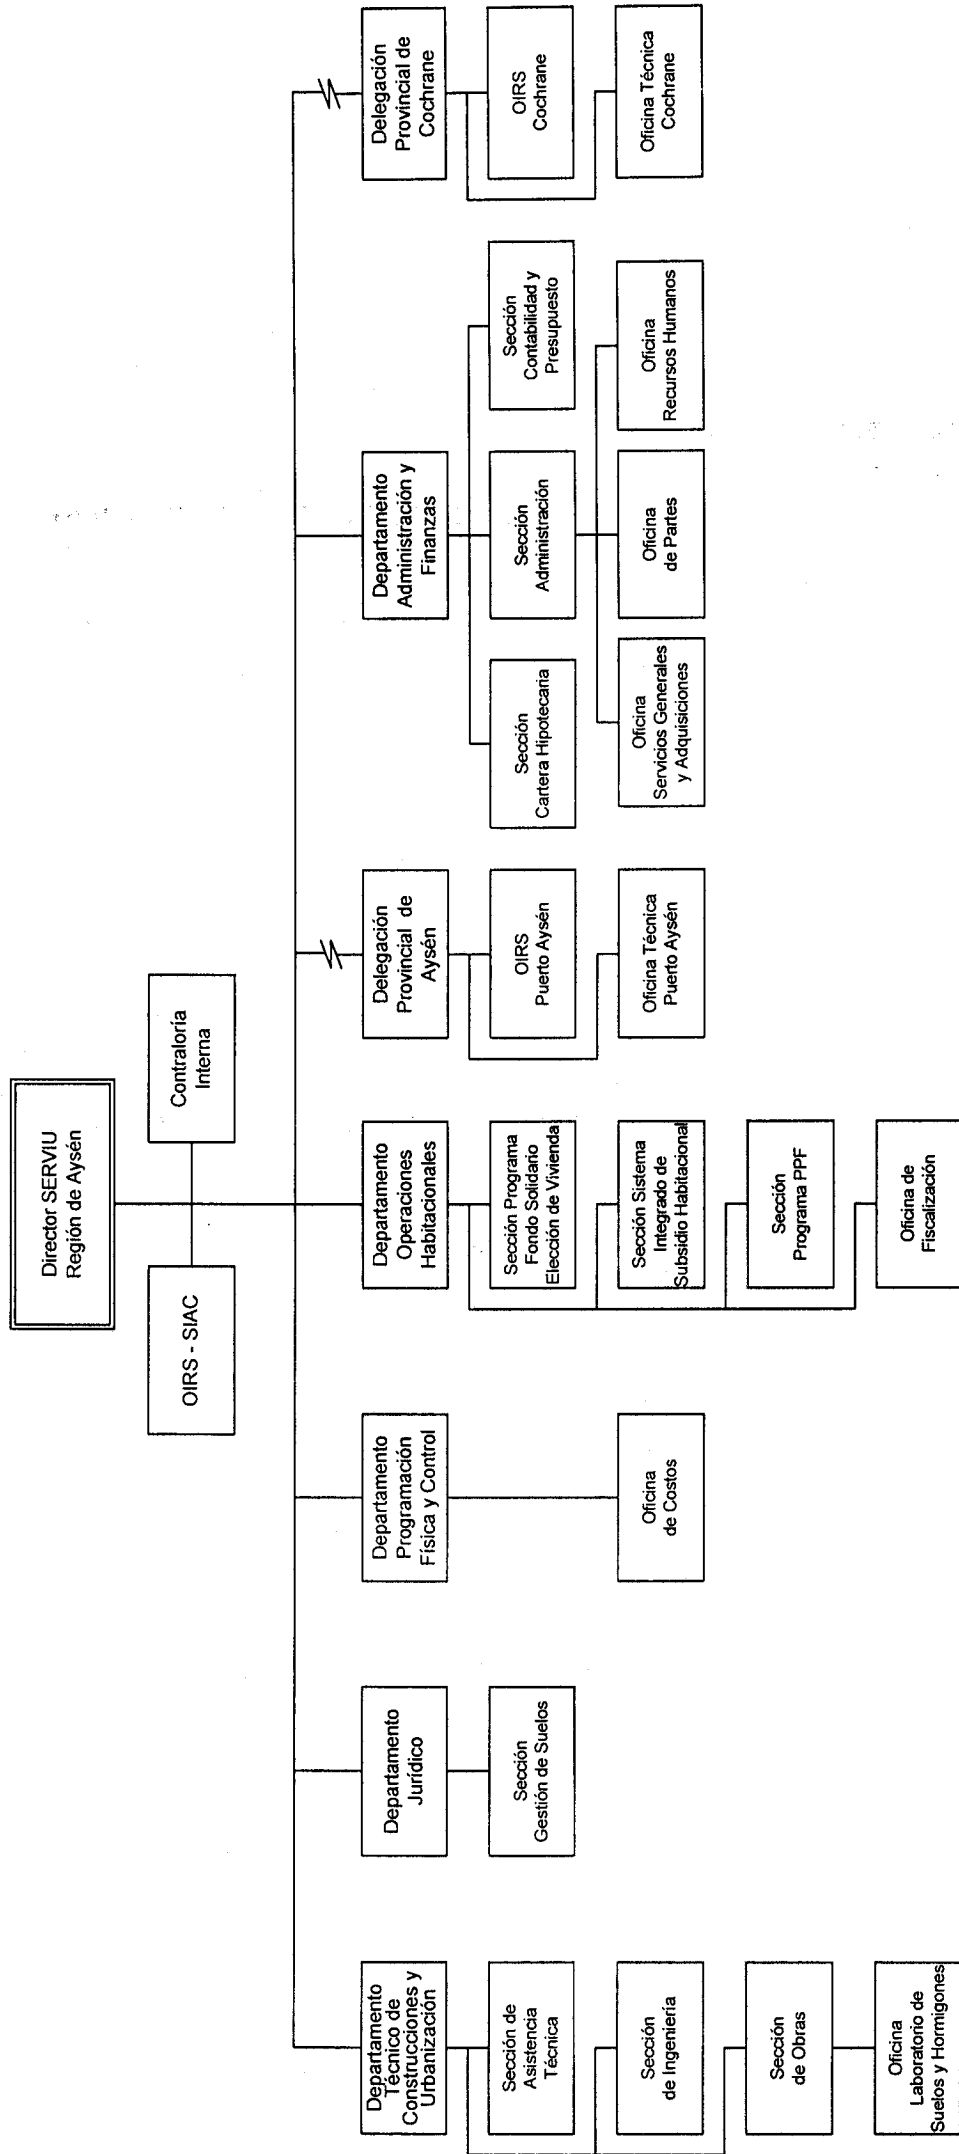 Director SERVIU
Región de Aysén
OIRS - SIAC
Contraloría
Interna
Departamento
Técnico de
Construcciones y
Urbanización
Sección de
Asistencia
Técnica
Sección
de Ingeniería
Sección
de Obras
Oficina
Laboratorio de
Suelos y Hormigones
Departamento
Jurídico
Sección
Gestión de Suelos
Departamento
Programación
Física y Control
Oficina
de Costos
Departamento
Operaciones
Habitacionales
Sección Programa
Fondo Solidario
Elección de Vivienda
Sección Sistema
Integrado de
Subsidio Habitacional
Sección
Programa PPF
Oficina de
Fiscalización
Delegación
Provincial de
Aysén
OIRS
Puerto Aysén
Oficina Técnica
Puerto Aysén
Departamento
Administración y
Finanzas
Sección
Cartera Hipotecaria
Sección
Administración
Sección
Contabilidad y
Presupuesto
Oficina
Servicios Generales
y Adquisiciones
Oficina
de Partes
Oficina
Recursos Humanos
Delegación
Provincial de
Cochrane
OIRS
Cochrane
Oficina Técnica
Cochrane